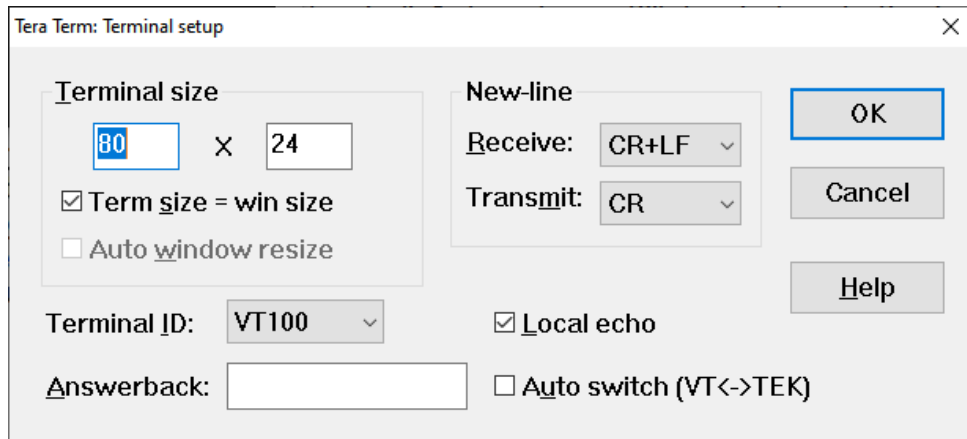 Tera Term: Terminal setup
Terminal size
80 X 24
Term size = win size
Auto window resize
New-line
Receive: CR+LF
Transmit: CR
OK
Cancel
Help
Terminal ID: VT100
Local echo
Answerback:
Auto switch (VT<->TEK)